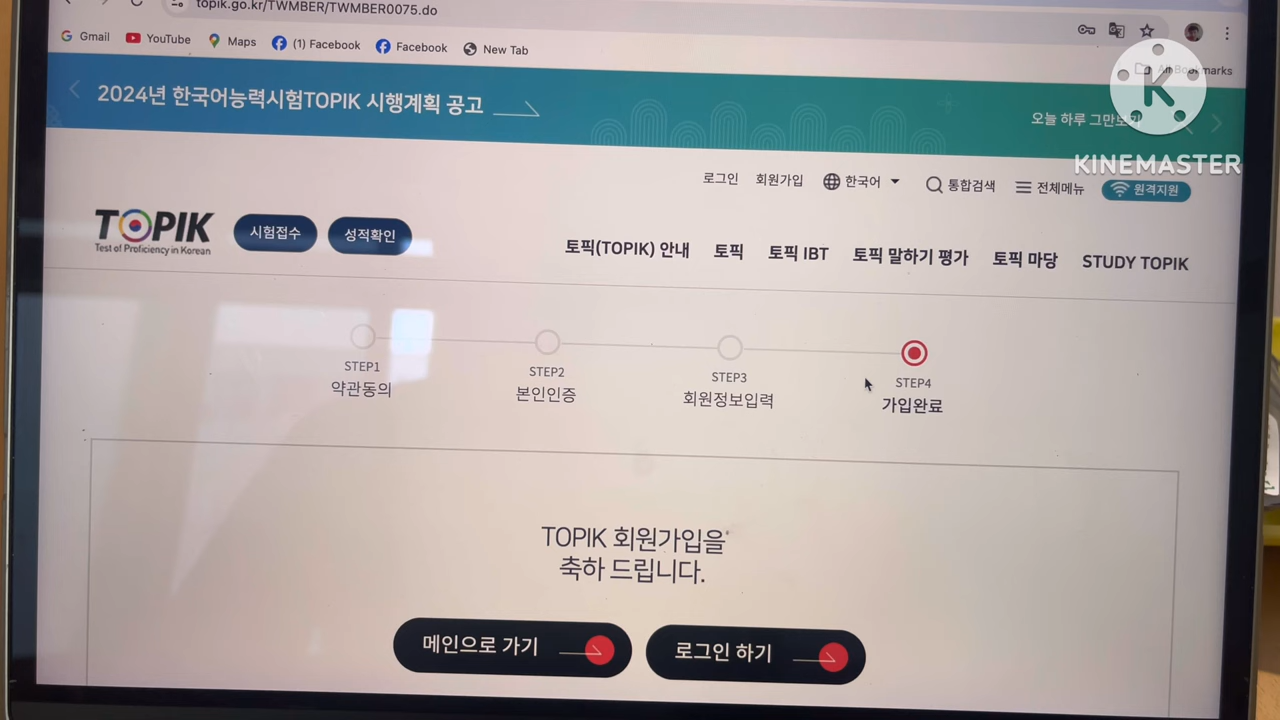 topik.go.kr/TWMBER/TWMBER0075.do
Gmail YouTube Maps (1) Facebook Facebook New Tab
All Bookmarks
2024년 한국어능력시험TOPIK 시행계획 공고
오늘 하루 그만보기
K
KINEMASTER
로그인 회원가입 한국어 통합검색 전체메뉴 원격지원
TOPIK
Test of Proficiency in Korean
시험접수 성적확인
토픽(TOPIK) 안내 토픽 토픽 IBT 토픽 말하기 평가 토픽 마당 STUDY TOPIK
STEP1 STEP2 STEP3 STEP4
약관동의 본인인증 회원정보입력 가입완료
TOPIK 회원가입을
축하 드립니다.
메인으로 가기 로그인 하기